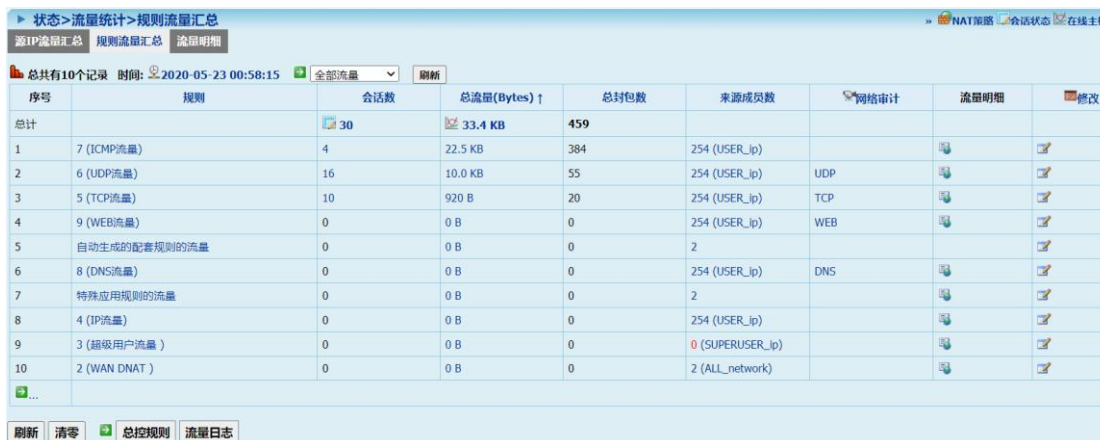 状态>流量统计>规则流量汇总 » NAT策略 会话状态 在线主机
源IP流量汇总 规则流量汇总 流量明细
总共有10个记录 时间: 2020-05-23 00:58:15 全部流量 刷新
序号 规则 会话数 总流量(Bytes)↑ 总封包数 来源成员数 网络审计 流量明细 修改
总计 30 33.4 KB 459
1 7 (ICMP流量) 4 22.5 KB 384 254 (USER_ip)
2 6 (UDP流量) 16 10.0 KB 55 254 (USER_ip) UDP
3 5 (TCP流量) 10 920 B 20 254 (USER_ip) TCP
4 9 (WEB流量) 0 0 B 0 254 (USER_ip) WEB
5 自动生成的配套规则的流量 0 0 B 0 2
6 8 (DNS流量) 0 0 B 0 254 (USER_ip) DNS
7 特殊应用规则的流量 0 0 B 0 2
8 4 (IP流量) 0 0 B 0 254 (USER_ip)
9 3 (超级用户流量 ) 0 0 B 0 0 (SUPERUSER_ip)
10 2 (WAN DNAT ) 0 0 B 0 2 (ALL_network)
...
刷新 清零 总控规则 流量日志